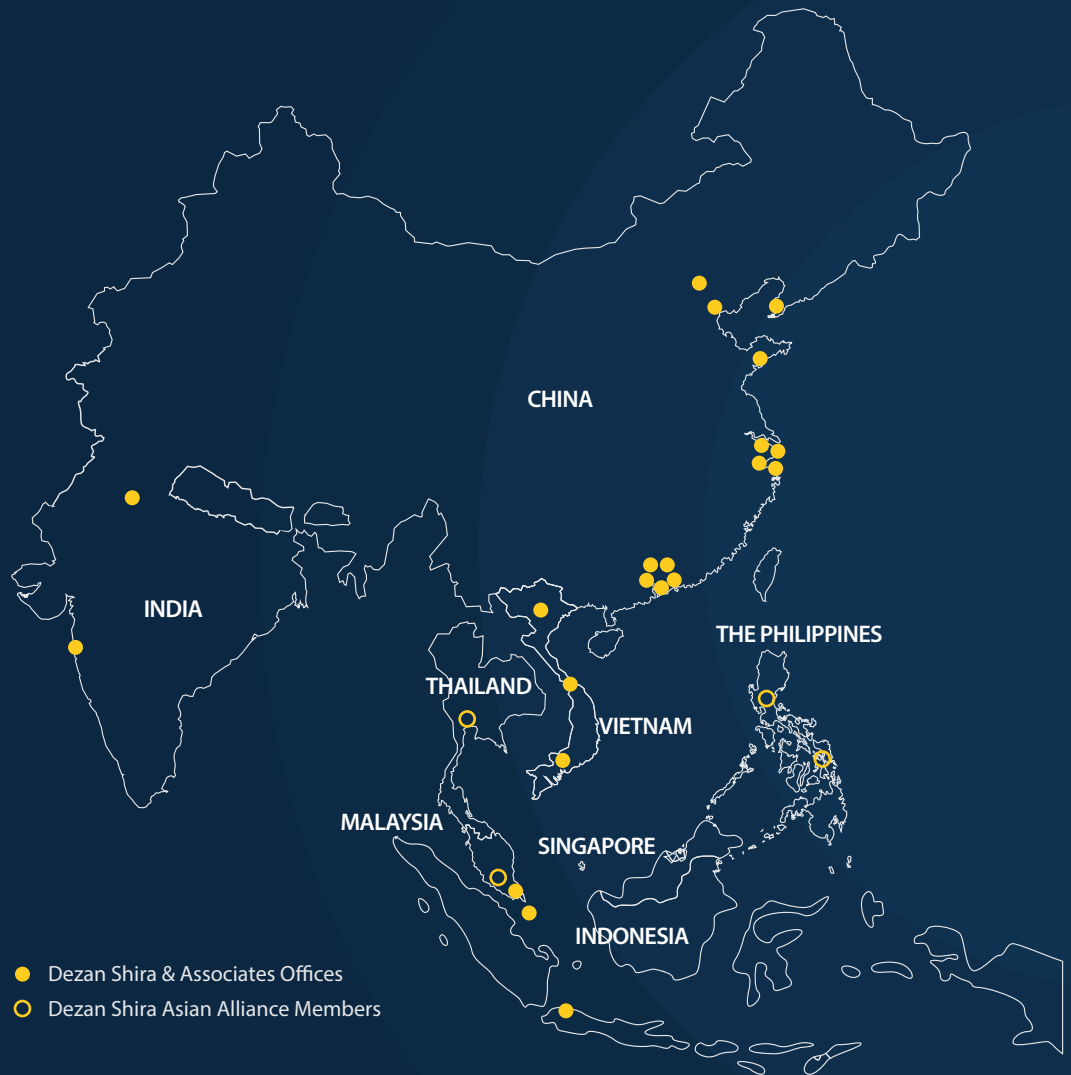 CHINA
INDIA
THE PHILIPPINES
THAILAND
VIETNAM
MALAYSIA
SINGAPORE
INDONESIA
Dezan Shira & Associates Offices
Dezan Shira Asian Alliance Members